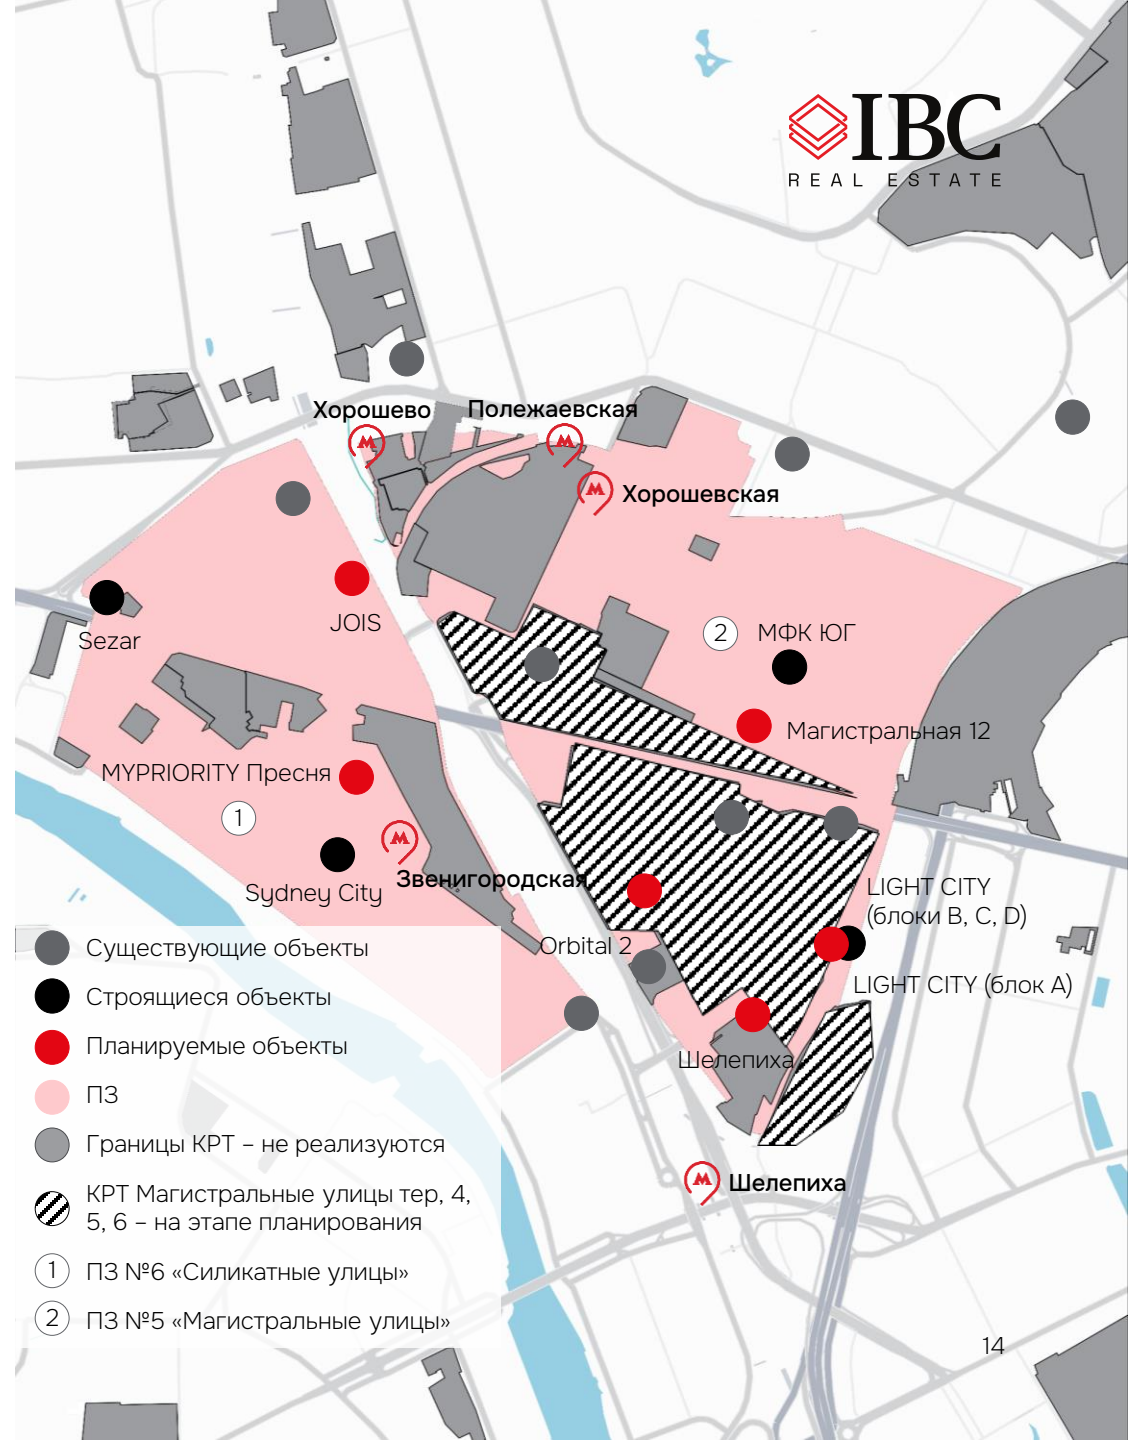 IBC
REAL ESTATE
Хорошево
Полежаевская
Хорошевская
Sezar
JOIS
2
МФК ЮГ
Магистральная 12
MYPRIORITY Пресня
1
Звенигородская
Sydney City
LIGHT CITY
(блоки B, C, D)
Orbital 2
LIGHT CITY (блок А)
Шелепиха
Шелепиха
Существующие объекты
Строящиеся объекты
Планируемые объекты
ПЗ
Границы КРТ – не реализуются
КРТ Магистральные улицы тер, 4,
5, 6 – на этапе планирования
1 ПЗ №6 «Силикатные улицы»
2 ПЗ №5 «Магистральные улицы»
14